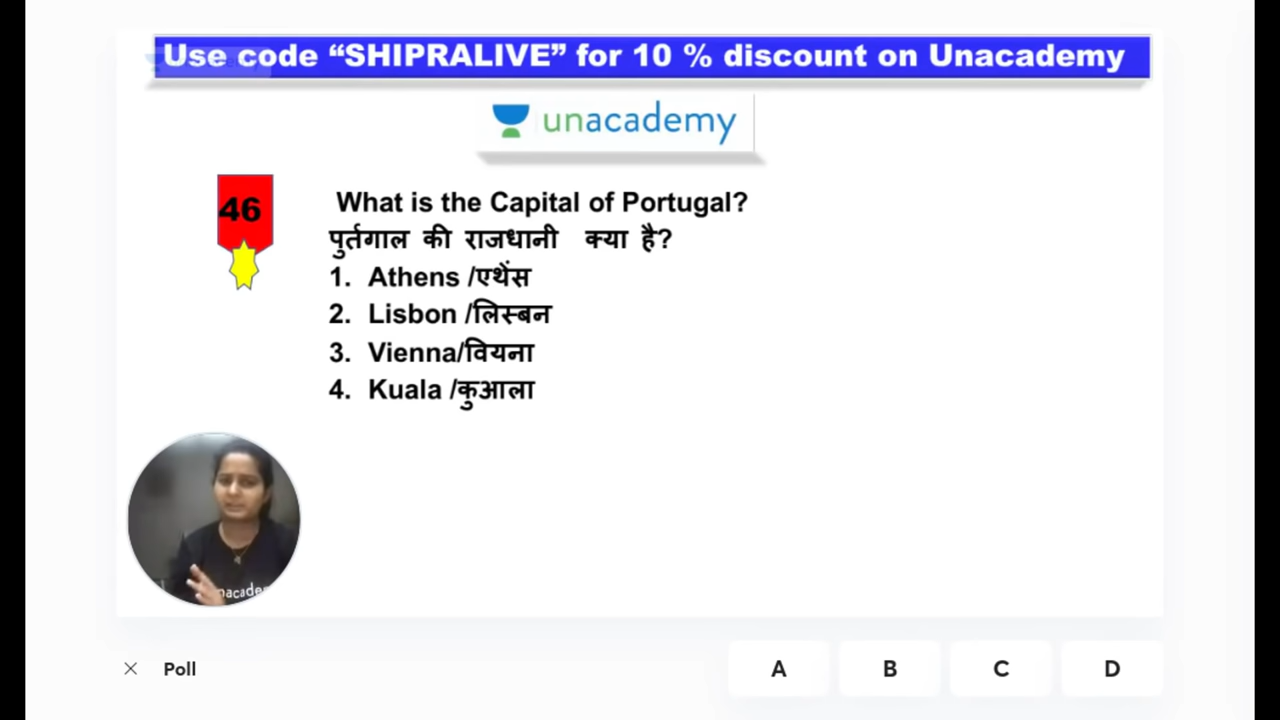 Use code “SHIPRALIVE” for 10 % discount on Unacademy
unacademy
46
What is the Capital of Portugal?
पुर्तगाल की राजधानी क्या है?
1. Athens /एथेंस
2. Lisbon /लिस्बन
3. Vienna/वियना
4. Kuala /कुआला
nacade
Poll
A
B
C
D